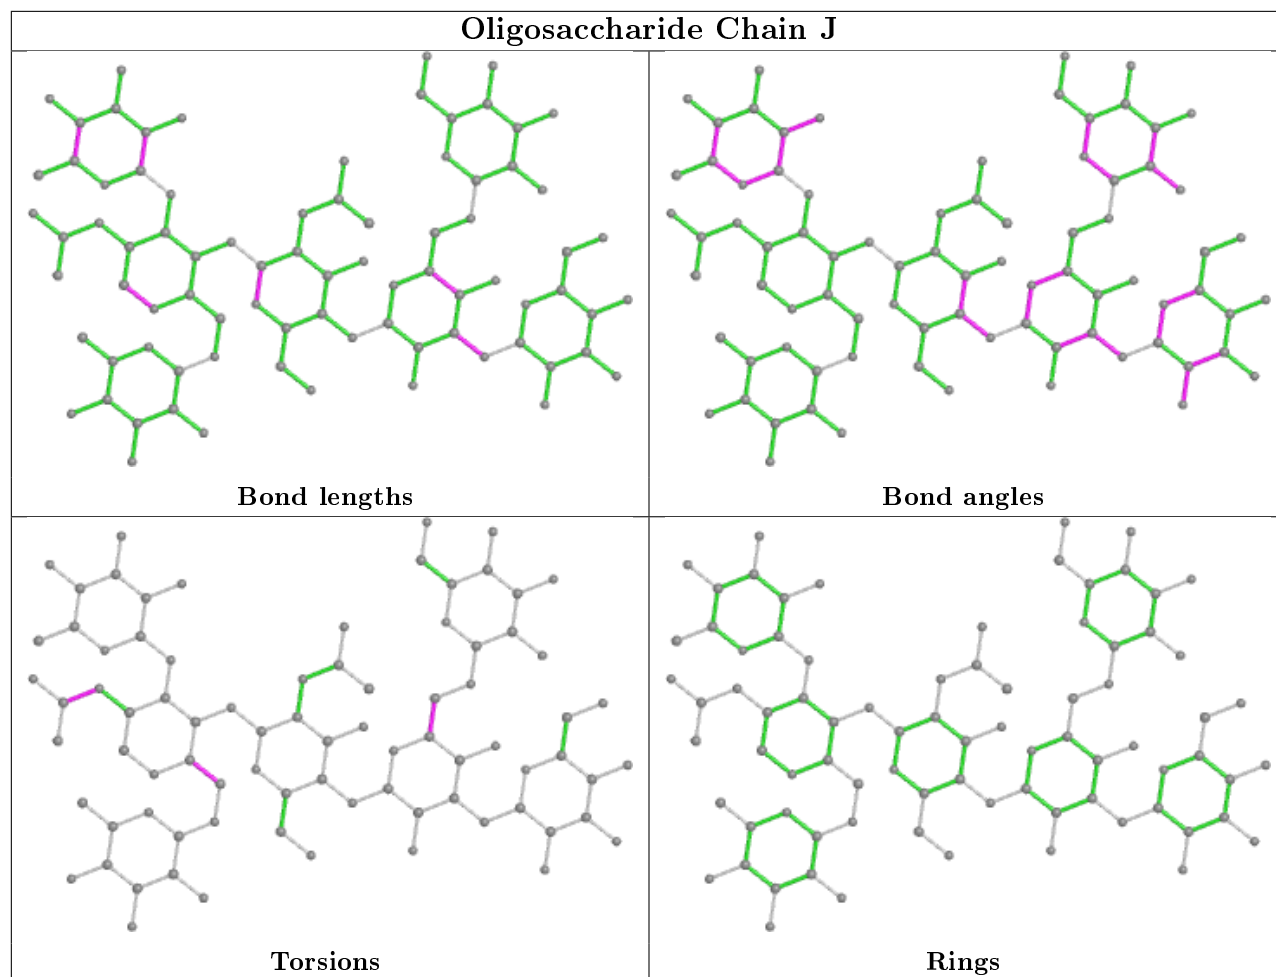 Oligosaccharide Chain J
Bond lengths
Bond angles
Torsions
Rings